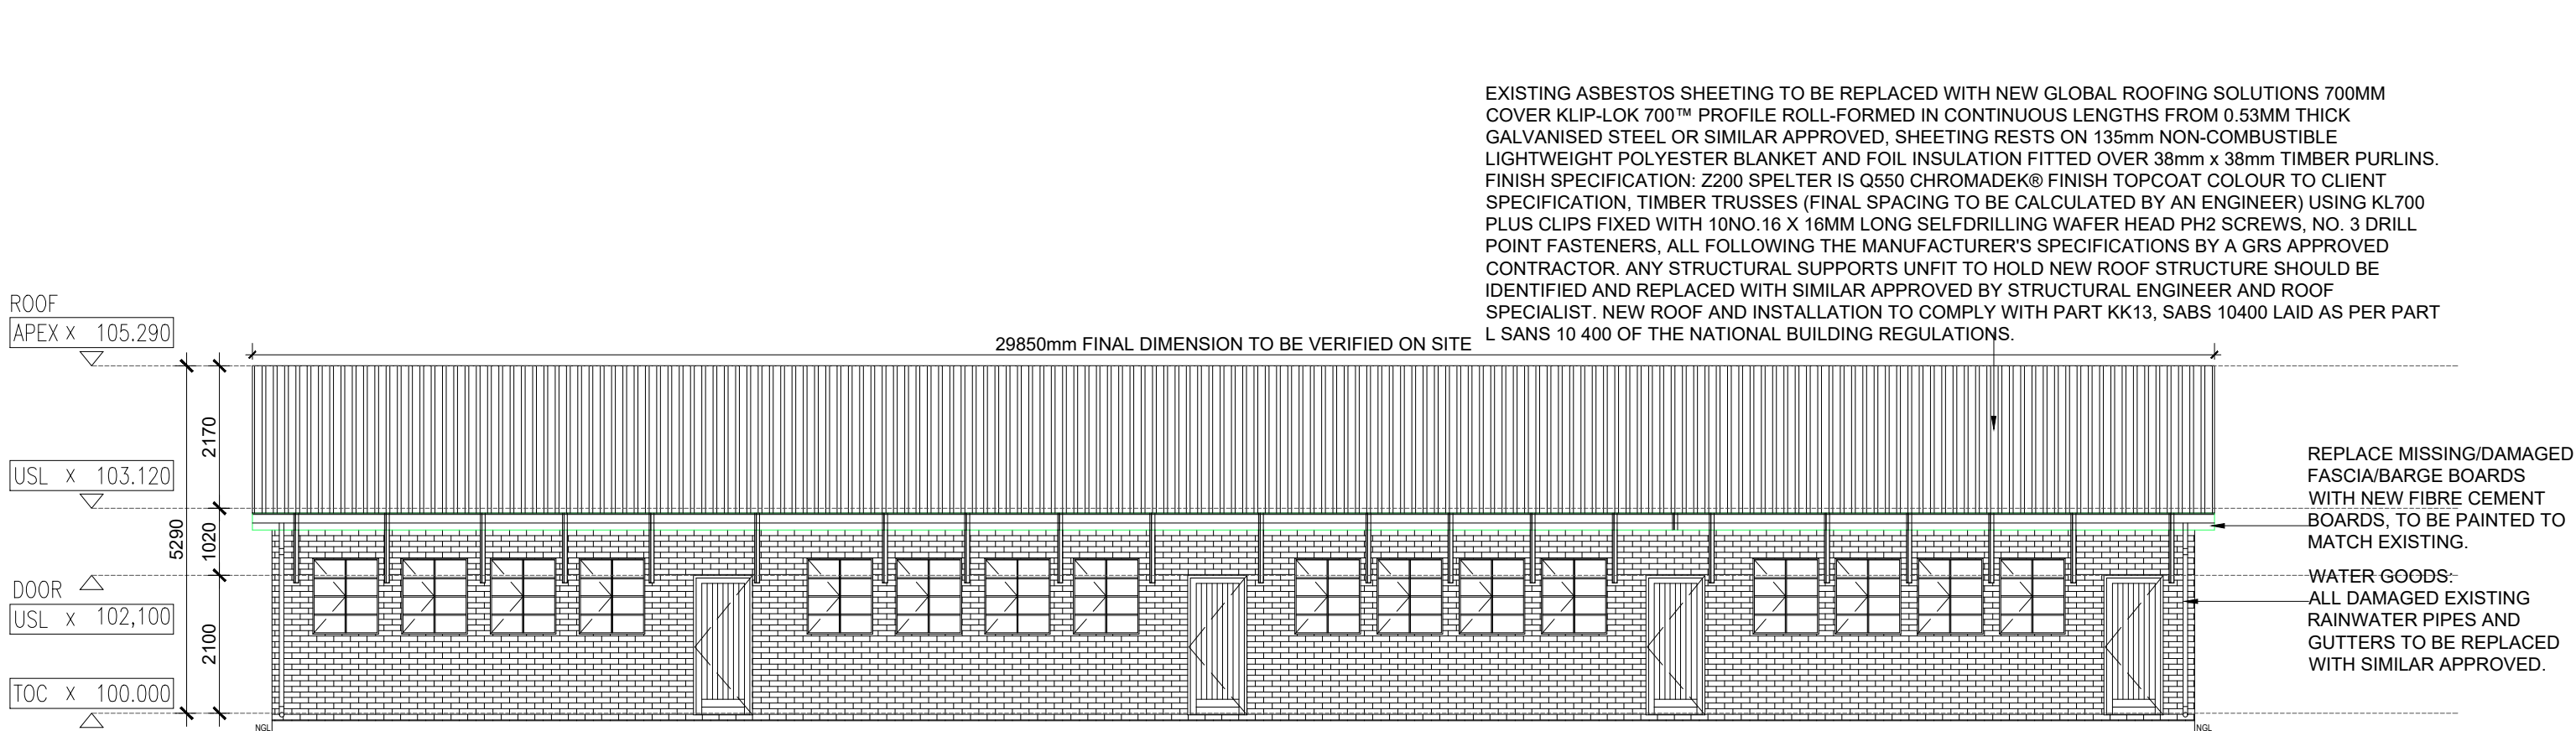 EXISTING ASBESTOS SHEETING TO BE REPLACED WITH NEW GLOBAL ROOFING SOLUTIONS 700MM
COVER KLIP-LOK 700™ PROFILE ROLL-FORMED IN CONTINUOUS LENGTHS FROM 0.53MM THICK
GALVANISED STEEL OR SIMILAR APPROVED, SHEETING RESTS ON 135mm NON-COMBUSTIBLE
LIGHTWEIGHT POLYESTER BLANKET AND FOIL INSULATION FITTED OVER 38mm x 38mm TIMBER PURLINS.
FINISH SPECIFICATION: Z200 SPELTER IS Q550 CHROMADEK® FINISH TOPCOAT COLOUR TO CLIENT
SPECIFICATION, TIMBER TRUSSES (FINAL SPACING TO BE CALCULATED BY AN ENGINEER) USING KL700
PLUS CLIPS FIXED WITH 10NO.16 X 16MM LONG SELFDRILLING WAFER HEAD PH2 SCREWS, NO. 3 DRILL
POINT FASTENERS, ALL FOLLOWING THE MANUFACTURER'S SPECIFICATIONS BY A GRS APPROVED
CONTRACTOR. ANY STRUCTURAL SUPPORTS UNFIT TO HOLD NEW ROOF STRUCTURE SHOULD BE
IDENTIFIED AND REPLACED WITH SIMILAR APPROVED BY STRUCTURAL ENGINEER AND ROOF
SPECIALIST. NEW ROOF AND INSTALLATION TO COMPLY WITH PART KK13, SABS 10400 LAID AS PER PART
L SANS 10 400 OF THE NATIONAL BUILDING REGULATIONS.
29850mm FINAL DIMENSION TO BE VERIFIED ON SITE
ROOF
APEX X 105.290
USL X 103.120
DOOR
USL X 102,100
TOC X 100.000
5290
2170
1020
2100
REPLACE MISSING/DAMAGED
FASCIA/BARGE BOARDS
WITH NEW FIBRE CEMENT
BOARDS, TO BE PAINTED TO
MATCH EXISTING.
WATER GOODS:
ALL DAMAGED EXISTING
RAINWATER PIPES AND
GUTTERS TO BE REPLACED
WITH SIMILAR APPROVED.
NGL
NGL